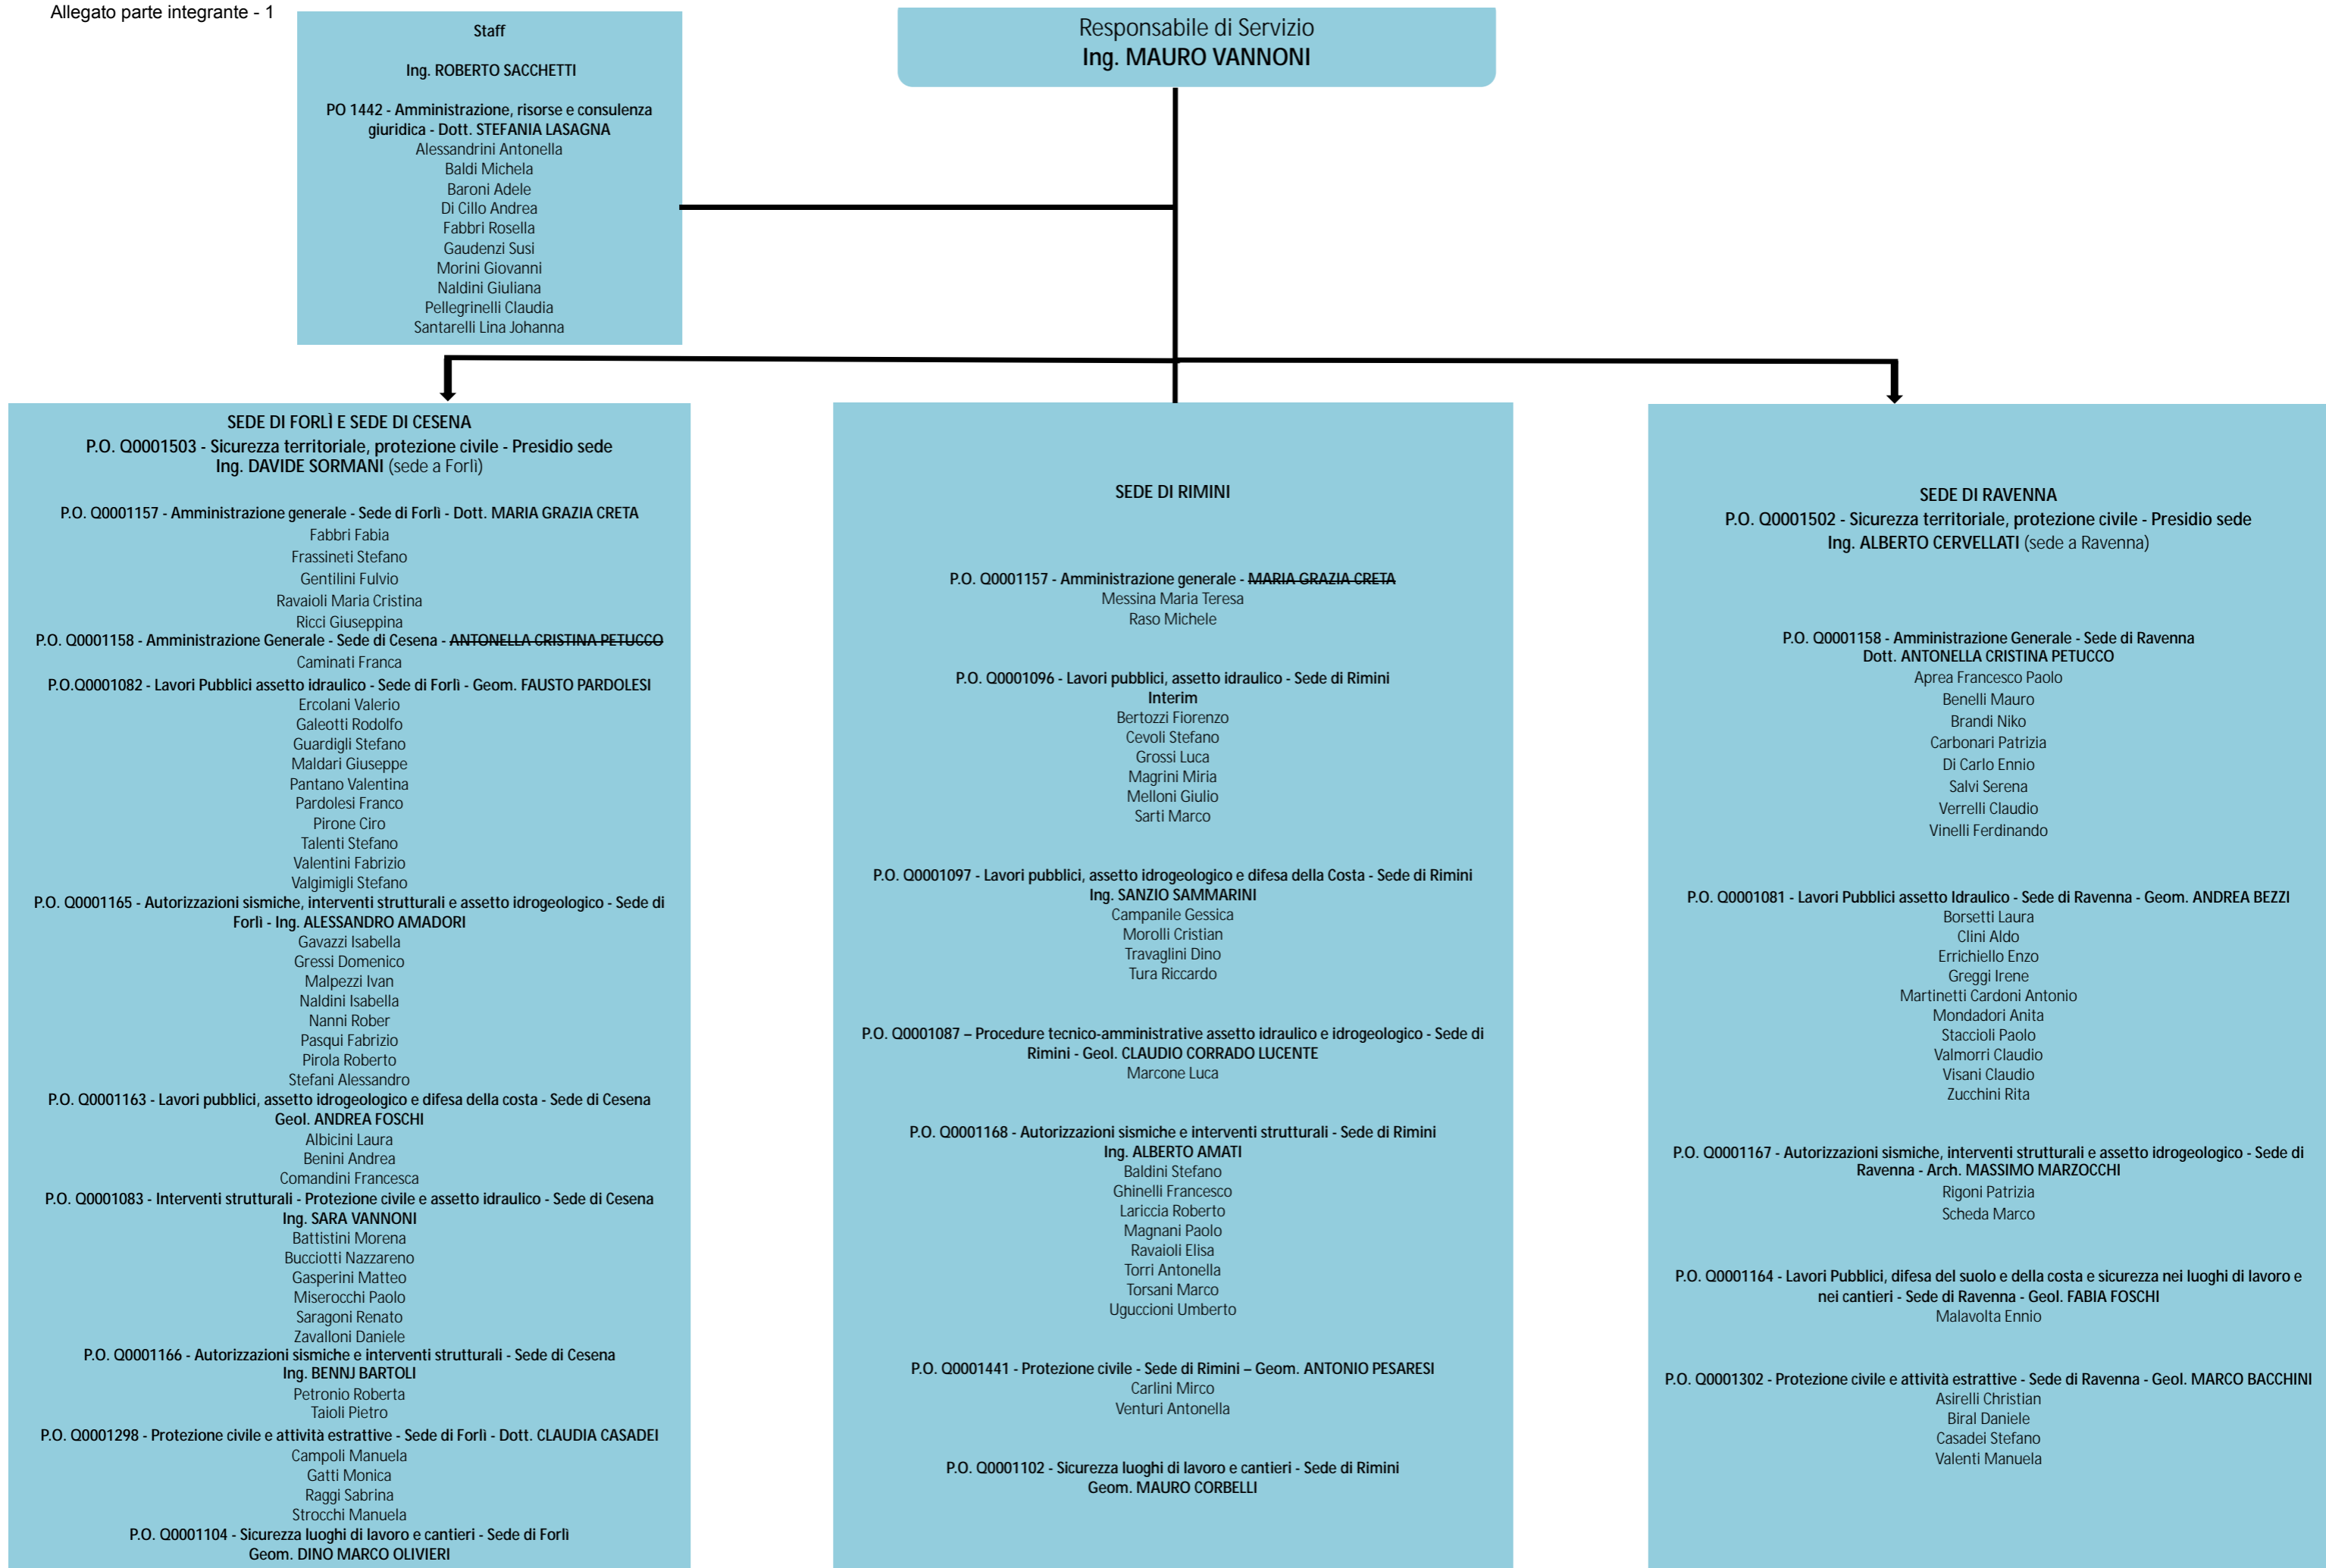 Allegato parte integrante - 1
Staff
Ing. ROBERTO SACCHETTI
PO 1442 - Amministrazione, risorse e consulenza
giuridica - Dott. STEFANIA LASAGNA
Alessandrini Antonella
Baldi Michela
Baroni Adele
Di Cillo Andrea
Fabbri Rosella
Gaudenzi Susi
Morini Giovanni
Naldini Giuliana
Pellegrinelli Claudia
Santarelli Lina Johanna
Responsabile di Servizio
Ing. MAURO VANNONI
SEDE DI FORLÌ E SEDE DI CESENA
P.O. Q0001503 - Sicurezza territoriale, protezione civile - Presidio sede
Ing. DAVIDE SORMANI (sede a Forlì)
P.O. Q0001157 - Amministrazione generale - Sede di Forlì - Dott. MARIA GRAZIA CRETA
Fabbri Fabia
Frassineti Stefano
Gentilini Fulvio
Ravaioli Maria Cristina
Ricci Giuseppina
P.O. Q0001158 - Amministrazione Generale - Sede di Cesena - ANTONELLA CRISTINA PETUCCO
Caminati Franca
P.O.Q0001082 - Lavori Pubblici assetto idraulico - Sede di Forlì - Geom. FAUSTO PARDOLESI
Ercolani Valerio
Galeotti Rodolfo
Guardigli Stefano
Maldari Giuseppe
Pantano Valentina
Pardolesi Franco
Pirone Ciro
Talenti Stefano
Valentini Fabrizio
Valgimigli Stefano
P.O. Q0001165 - Autorizzazioni sismiche, interventi strutturali e assetto idrogeologico - Sede di
Forlì - Ing. ALESSANDRO AMADORI
Gavazzi Isabella
Gressi Domenico
Malpezzi Ivan
Naldini Isabella
Nanni Rober
Pasqui Fabrizio
Pirola Roberto
Stefani Alessandro
P.O. Q0001163 - Lavori pubblici, assetto idrogeologico e difesa della costa - Sede di Cesena
Geol. ANDREA FOSCHI
Albicini Laura
Benini Andrea
Comandini Francesca
P.O. Q0001083 - Interventi strutturali - Protezione civile e assetto idraulico - Sede di Cesena
Ing. SARA VANNONI
Battistini Morena
Bucciotti Nazzareno
Gasperini Matteo
Miserocchi Paolo
Saragoni Renato
Zavalloni Daniele
P.O. Q0001166 - Autorizzazioni sismiche e interventi strutturali - Sede di Cesena
Ing. BENNJ BARTOLI
Petronio Roberta
Taioli Pietro
P.O. Q0001298 - Protezione civile e attività estrattive - Sede di Forlì - Dott. CLAUDIA CASADEI
Campoli Manuela
Gatti Monica
Raggi Sabrina
Strocchi Manuela
P.O. Q0001104 - Sicurezza luoghi di lavoro e cantieri - Sede di Forlì
Geom. DINO MARCO OLIVIERI
SEDE DI RIMINI
P.O. Q0001157 - Amministrazione generale - MARIA GRAZIA CRETA
Messina Maria Teresa
Raso Michele
P.O. Q0001096 - Lavori pubblici, assetto idraulico - Sede di Rimini
Interim
Bertozzi Fiorenzo
Cevoli Stefano
Grossi Luca
Magrini Miria
Melloni Giulio
Sarti Marco
P.O. Q0001097 - Lavori pubblici, assetto idrogeologico e difesa della Costa - Sede di Rimini
Ing. SANZIO SAMMARINI
Campanile Gessica
Morolli Cristian
Travaglini Dino
Tura Riccardo
P.O. Q0001087 – Procedure tecnico-amministrative assetto idraulico e idrogeologico - Sede di
Rimini - Geol. CLAUDIO CORRADO LUCENTE
Marcone Luca
P.O. Q0001168 - Autorizzazioni sismiche e interventi strutturali - Sede di Rimini
Ing. ALBERTO AMATI
Baldini Stefano
Ghinelli Francesco
Lariccia Roberto
Magnani Paolo
Ravaioli Elisa
Torri Antonella
Torsani Marco
Uguccioni Umberto
P.O. Q0001441 - Protezione civile - Sede di Rimini – Geom. ANTONIO PESARESI
Carlini Mirco
Venturi Antonella
P.O. Q0001102 - Sicurezza luoghi di lavoro e cantieri - Sede di Rimini
Geom. MAURO CORBELLI
SEDE DI RAVENNA
P.O. Q0001502 - Sicurezza territoriale, protezione civile - Presidio sede
Ing. ALBERTO CERVELLATI (sede a Ravenna)
P.O. Q0001158 - Amministrazione Generale - Sede di Ravenna
Dott. ANTONELLA CRISTINA PETUCCO
Aprea Francesco Paolo
Benelli Mauro
Brandi Niko
Carbonari Patrizia
Di Carlo Ennio
Salvi Serena
Verrelli Claudio
Vinelli Ferdinando
P.O. Q0001081 - Lavori Pubblici assetto Idraulico - Sede di Ravenna - Geom. ANDREA BEZZI
Borsetti Laura
Clini Aldo
Errichiello Enzo
Greggi Irene
Martinetti Cardoni Antonio
Mondadori Anita
Staccioli Paolo
Valmorri Claudio
Visani Claudio
Zucchini Rita
P.O. Q0001167 - Autorizzazioni sismiche, interventi strutturali e assetto idrogeologico - Sede di
Ravenna - Arch. MASSIMO MARZOCCHI
Rigoni Patrizia
Scheda Marco
P.O. Q0001164 - Lavori Pubblici, difesa del suolo e della costa e sicurezza nei luoghi di lavoro e
nei cantieri - Sede di Ravenna - Geol. FABIA FOSCHI
Malavolta Ennio
P.O. Q0001302 - Protezione civile e attività estrattive - Sede di Ravenna - Geol. MARCO BACCHINI
Asirelli Christian
Biral Daniele
Casadei Stefano
Valenti Manuela